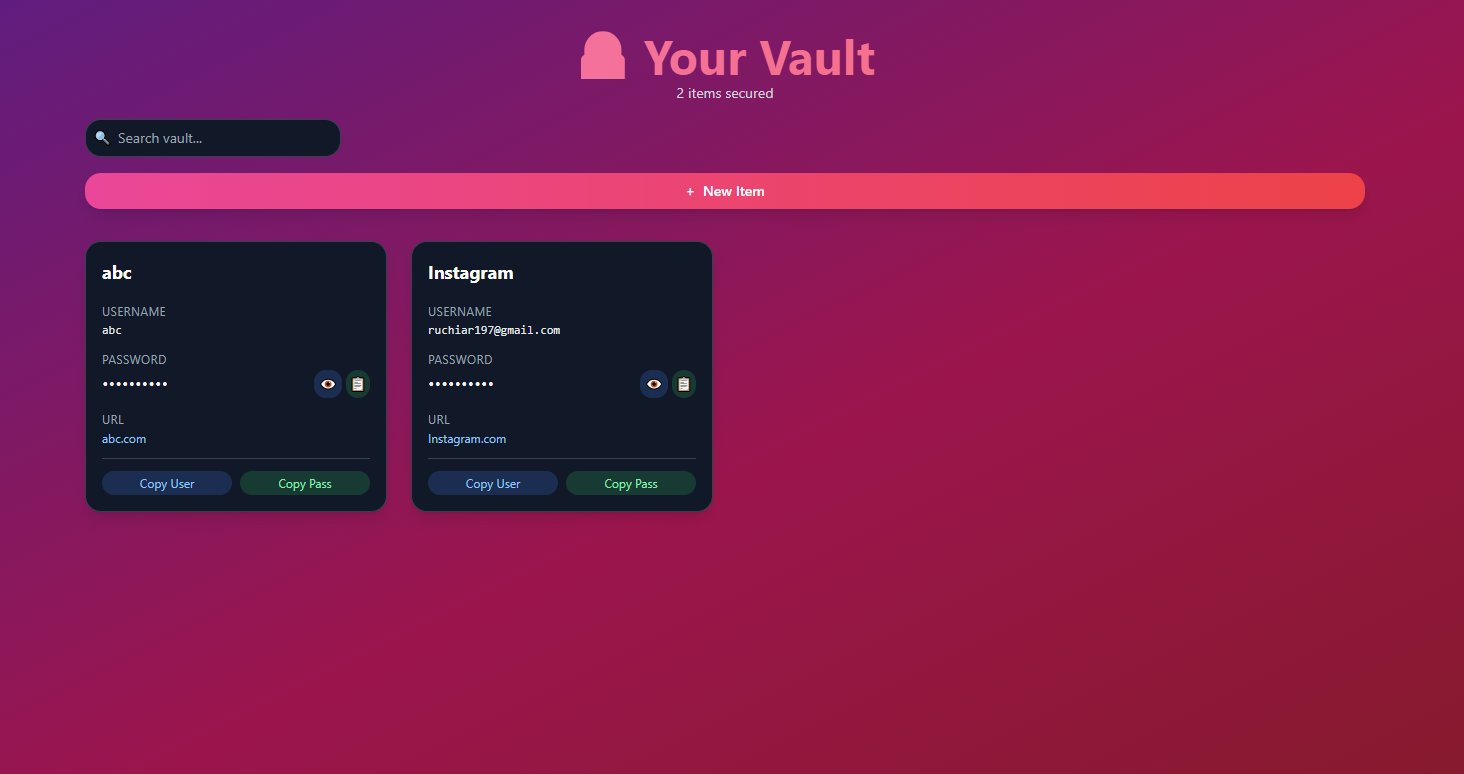 Your Vault
2 items secured
Search vault...
+ New Item
abc
USERNAME
abc
PASSWORD
••••••••••
URL
abc.com
Copy User Copy Pass
Instagram
USERNAME
ruchiar197@gmail.com
PASSWORD
••••••••••
URL
Instagram.com
Copy User Copy Pass